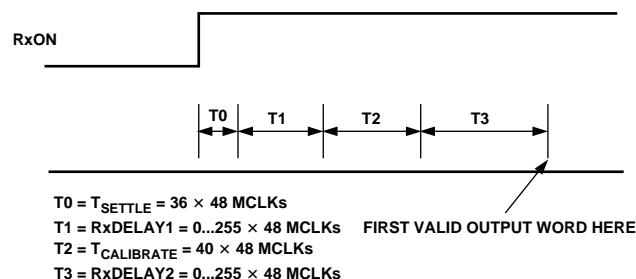 RxON
T0 T1 T2 T3
T0 = TSETTLE = 36 × 48 MCLKs
T1 = RxDELAY1 = 0...255 × 48 MCLKs FIRST VALID OUTPUT WORD HERE
T2 = TCALIBRATE = 40 × 48 MCLKs
T3 = RxDELAY2 = 0...255 × 48 MCLKs